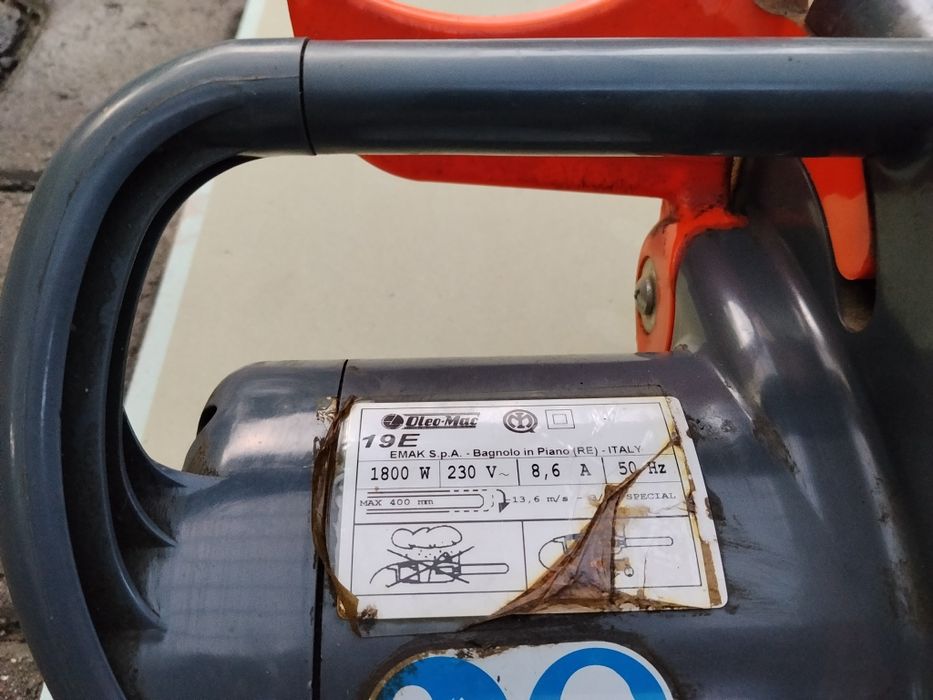 Oleo-Mac
19E
EMAK S.p.A. - Bagnolo in Piano (RE) - ITALY
1800 W 230 V~ 8,6 A 50 Hz
MAX 400 mm 13,6 m/s - SPECIAL